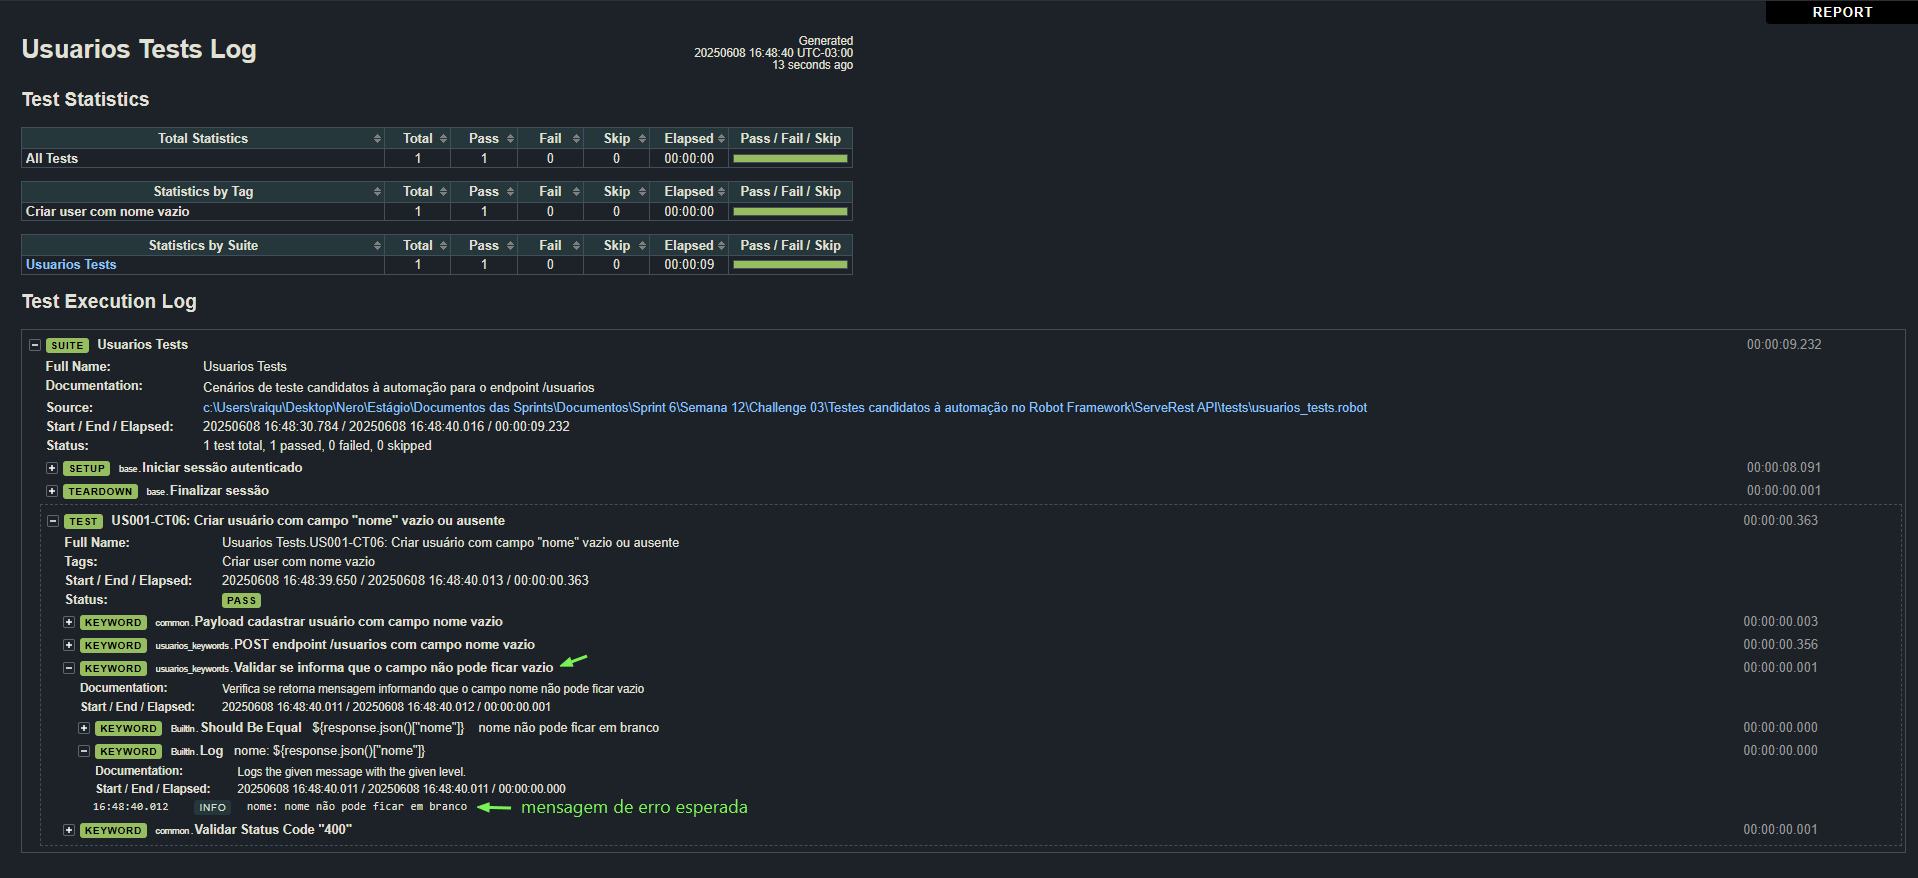 REPORT
Usuarios Tests Log
Generated
20250608 16:48:40 UTC-03:00
13 seconds ago
Test Statistics
Total Statistics Total Pass Fail Skip Elapsed Pass / Fail / Skip
All Tests 1 1 0 0 00:00:00
Statistics by Tag Total Pass Fail Skip Elapsed Pass / Fail / Skip
Criar user com nome vazio 1 1 0 0 00:00:00
Statistics by Suite Total Pass Fail Skip Elapsed Pass / Fail / Skip
Usuarios Tests 1 1 0 0 00:00:09
Test Execution Log
SUITE Usuarios Tests 00:00:09.232
Full Name: Usuarios Tests
Documentation: Cenários de teste candidatos à automação para o endpoint /usuarios
Source: c:\Users\raiqu\Desktop\Nero\Estágio\Documentos das Sprints\Documentos\Sprint 6\Semana 12\Challenge 03\Testes candidatos à automação no Robot Framework\ServeRest API\tests\usuarios_tests.robot
Start / End / Elapsed: 20250608 16:48:30.784 / 20250608 16:48:40.016 / 00:00:09.232
Status: 1 test total, 1 passed, 0 failed, 0 skipped
SETUP base.Iniciar sessão autenticado 00:00:08.091
TEARDOWN base.Finalizar sessão 00:00:00.001
TEST US001-CT06: Criar usuário com campo "nome" vazio ou ausente 00:00:00.363
Full Name: Usuarios Tests.US001-CT06: Criar usuário com campo "nome" vazio ou ausente
Tags: Criar user com nome vazio
Start / End / Elapsed: 20250608 16:48:39.650 / 20250608 16:48:40.013 / 00:00:00.363
Status: PASS
KEYWORD common.Payload cadastrar usuário com campo nome vazio 00:00:00.003
KEYWORD usuarios_keywords.POST endpoint /usuarios com campo nome vazio 00:00:00.356
KEYWORD usuarios_keywords.Validar se informa que o campo não pode ficar vazio 00:00:00.001
Documentation: Verifica se retorna mensagem informando que o campo nome não pode ficar vazio
Start / End / Elapsed: 20250608 16:48:40.011 / 20250608 16:48:40.012 / 00:00:00.001
KEYWORD BuiltIn.Should Be Equal ${response.json()["nome"]} nome não pode ficar em branco 00:00:00.000
KEYWORD BuiltIn.Log nome: ${response.json()["nome"]} 00:00:00.000
Documentation: Logs the given message with the given level.
Start / End / Elapsed: 20250608 16:48:40.011 / 20250608 16:48:40.011 / 00:00:00.000
16:48:40.012 INFO nome: nome não pode ficar em branco mensagem de erro esperada
KEYWORD common.Validar Status Code "400" 00:00:00.001